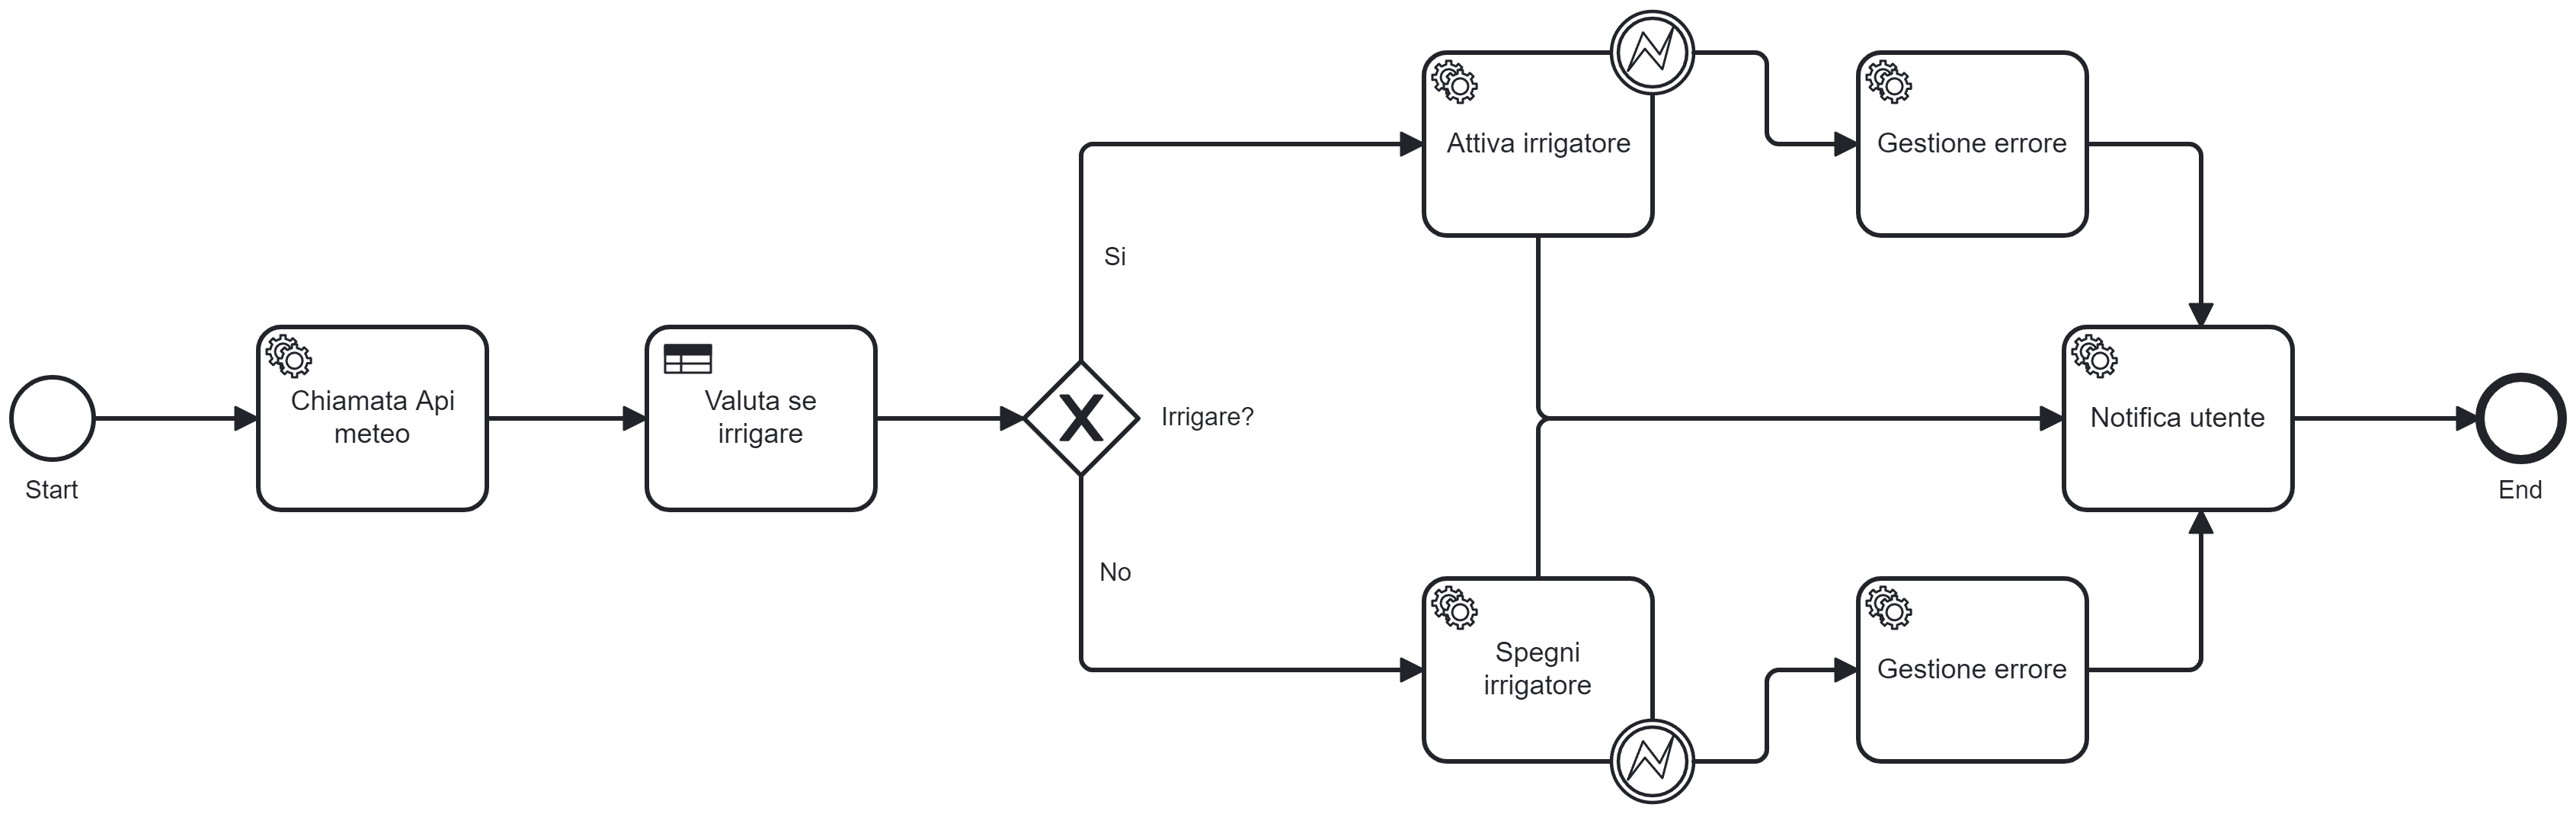 Start
Chiamata Api
meteo
Valuta se
irrigare
Irrigare?
Si
No
Attiva irrigatore
Gestione errore
Spegni
irrigatore
Gestione errore
Notifica utente
End